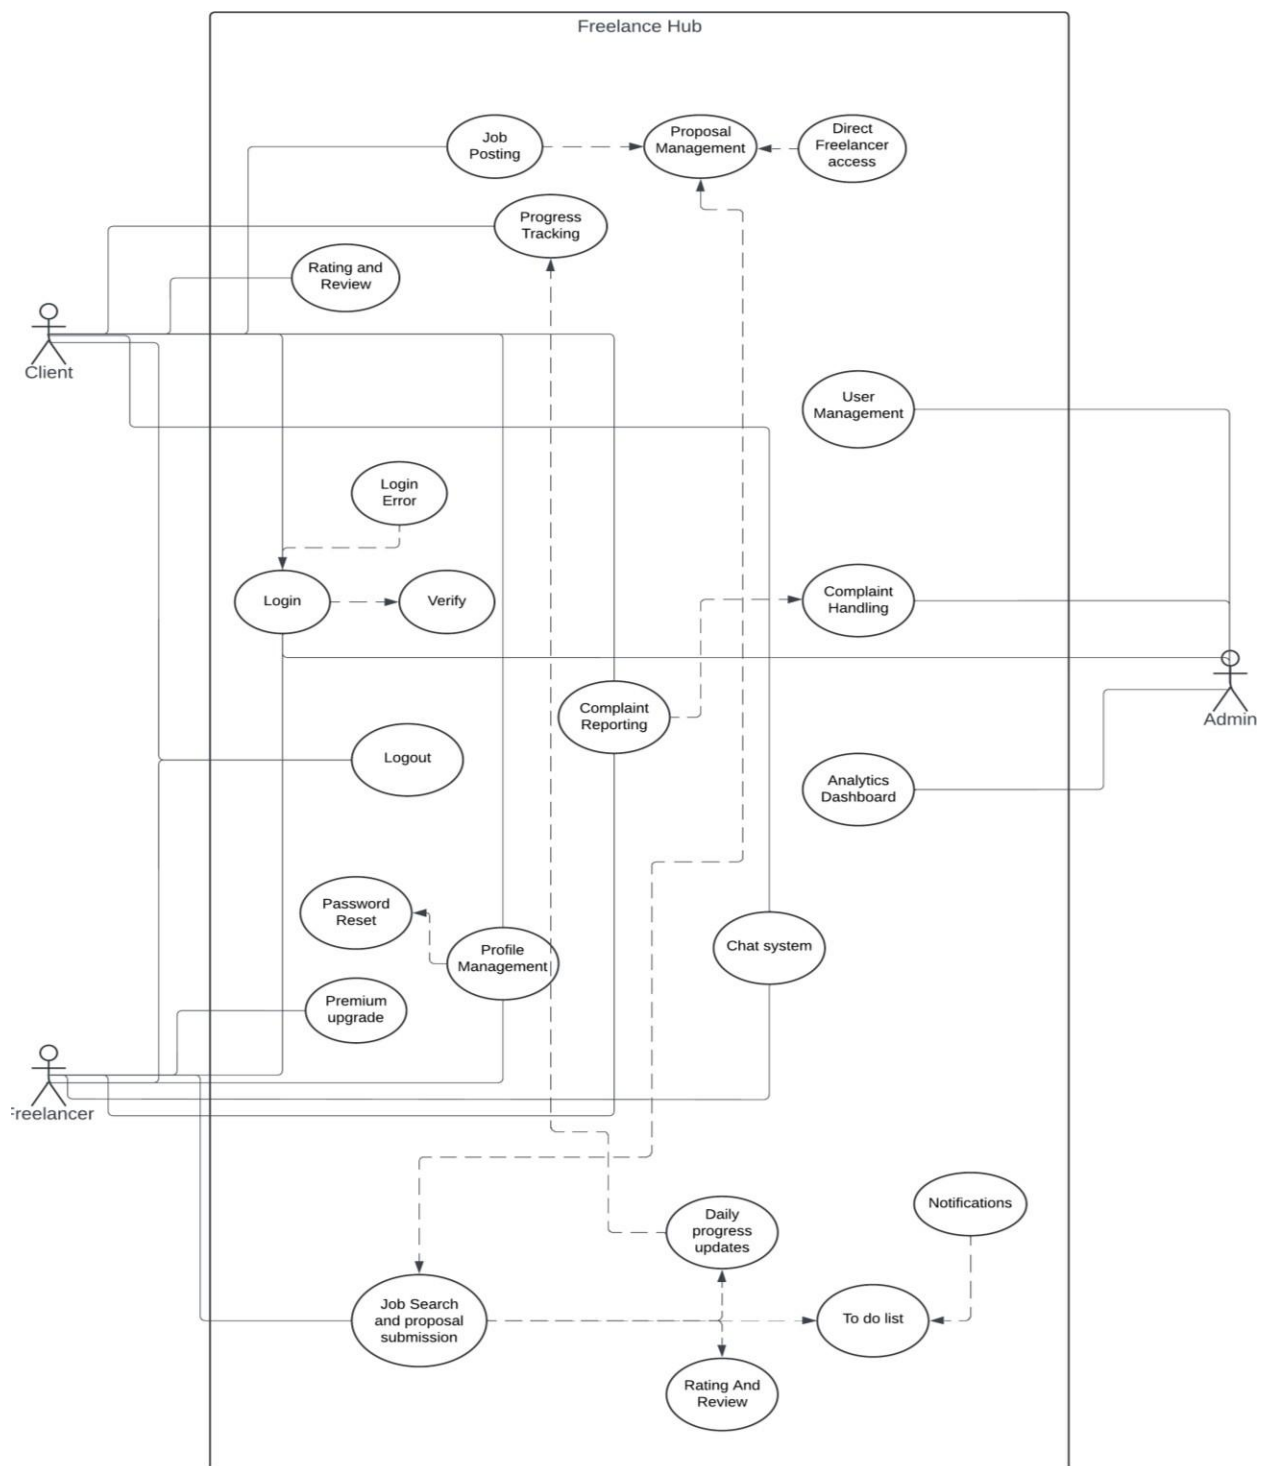 Freelance Hub
Job
Posting
Proposal
Management
Direct
Freelancer
access
Progress
Tracking
Rating and
Review
Client
User
Management
Login
Error
Login
Verify
Complaint
Handling
Complaint
Reporting
Admin
Logout
Analytics
Dashboard
Password
Reset
Profile
Management
Chat system
Premium
upgrade
Freelancer
Daily
progress
updates
Notifications
Job Search
and proposal
submission
To do list
Rating And
Review